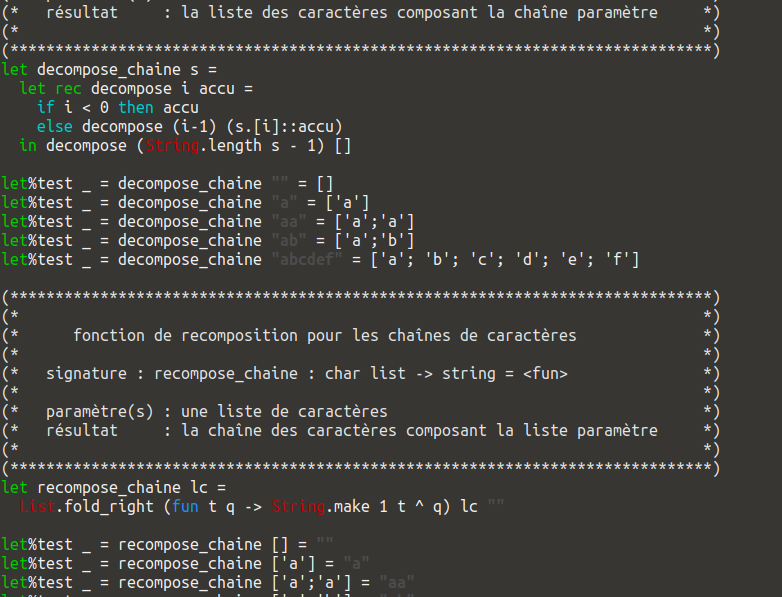 (*   résultat     : la liste des caractères composant la chaîne paramètre     *)
(*                                                                            *)
(******************************************************************************)
let decompose_chaine s =
  let rec decompose i accu =
    if i < 0 then accu
    else decompose (i-1) (s.[i]::accu)
  in decompose (String.length s - 1) []
let%test _ = decompose_chaine "" = []
let%test _ = decompose_chaine "a" = ['a']
let%test _ = decompose_chaine "aa" = ['a';'a']
let%test _ = decompose_chaine "ab" = ['a';'b']
let%test _ = decompose_chaine "abcdef" = ['a'; 'b'; 'c'; 'd'; 'e'; 'f']
(******************************************************************************)
(*                                                                            *)
(*      fonction de recomposition pour les chaînes de caractères              *)
(*                                                                            *)
(*   signature : recompose_chaine : char list -> string = <fun>               *)
(*                                                                            *)
(*   paramètre(s) : une liste de caractères                                   *)
(*   résultat     : la chaîne des caractères composant la liste paramètre     *)
(*                                                                            *)
(******************************************************************************)
let recompose_chaine lc =
  List.fold_right (fun t q -> String.make 1 t ^ q) lc ""
let%test _ = recompose_chaine [] = ""
let%test _ = recompose_chaine ['a'] = "a"
let%test _ = recompose_chaine ['a';'a'] = "aa"